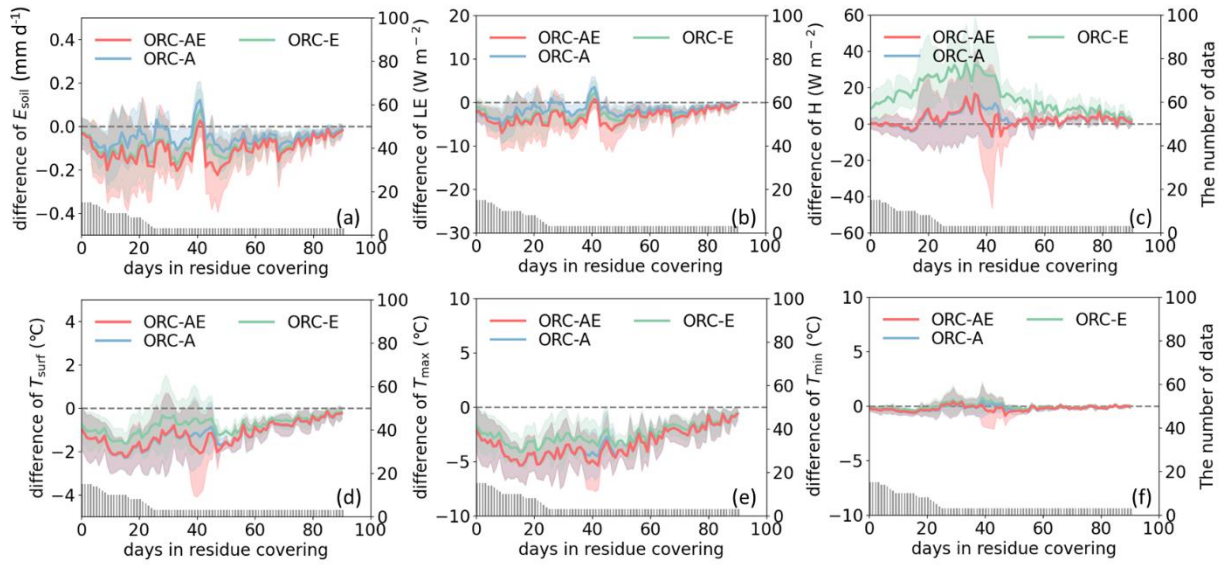 difference of E_soil (mm d⁻¹)
0.4
0.2
0.0
−0.2
−0.4
ORC-AE
ORC-E
ORC-A
(a)
100
80
60
40
20
0
0 20 40 60 80 100
days in residue covering
difference of LE (W m⁻²)
20
10
0
−10
−20
−30
ORC-AE
ORC-E
ORC-A
(b)
100
80
60
40
20
0
0 20 40 60 80 100
days in residue covering
difference of H (W m⁻²)
60
40
20
0
−20
−40
−60
ORC-AE
ORC-E
ORC-A
(c)
100
80
60
40
20
0
The number of data
0 20 40 60 80 100
days in residue covering
difference of T_surf (°C)
4
2
0
−2
−4
ORC-AE
ORC-E
ORC-A
(d)
100
80
60
40
20
0
0 20 40 60 80 100
days in residue covering
difference of T_max (°C)
10
5
0
−5
−10
ORC-AE
ORC-E
ORC-A
(e)
100
80
60
40
20
0
0 20 40 60 80 100
days in residue covering
difference of T_min (°C)
10
5
0
−5
−10
ORC-AE
ORC-E
ORC-A
(f)
100
80
60
40
20
0
The number of data
0 20 40 60 80 100
days in residue covering